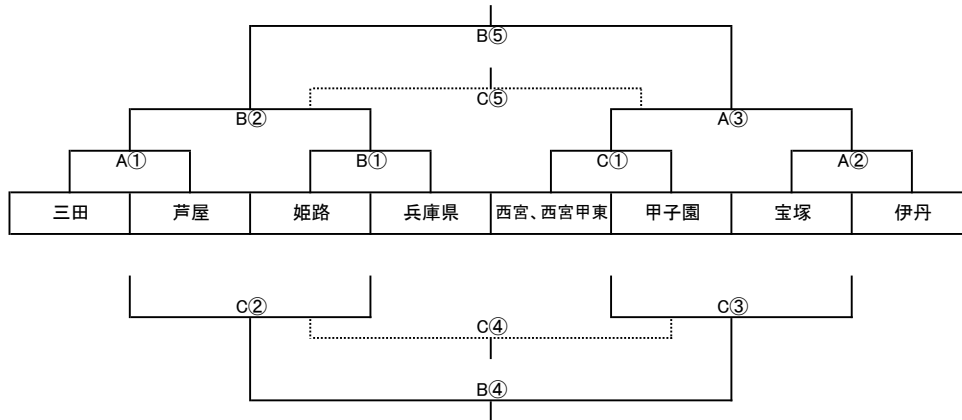 B⑤
C⑤
B② A③
A① B① C① A②
三田 芦屋 姫路 兵庫県 西宮、西宮甲東 甲子園 宝塚 伊丹
C② C③
C④
B④